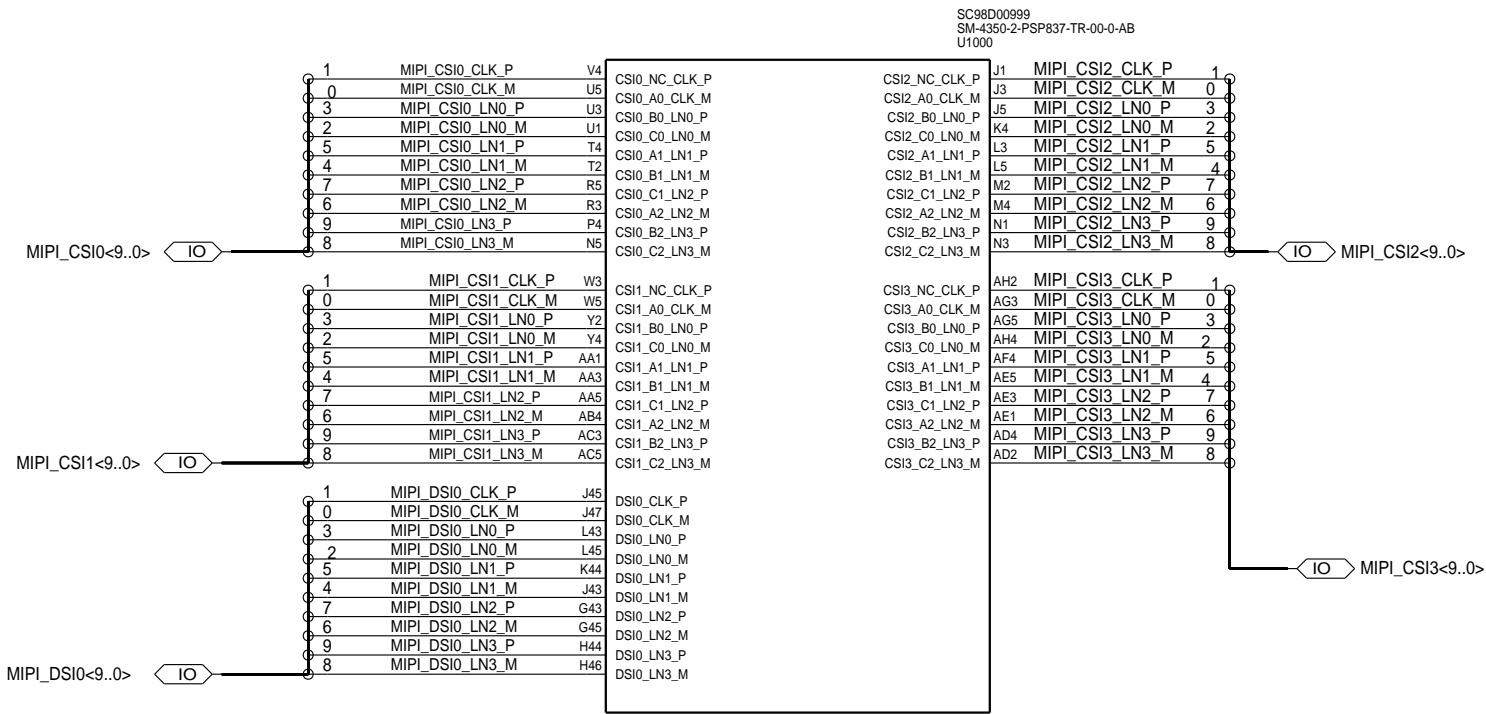 SC98D00999
SM-4350-2-PSP837-TR-00-0-AB
U1000
1 MIPI_CSI0_CLK_P V4 CSI0_NC_CLK_P
0 MIPI_CSI0_CLK_M U5 CSI0_A0_CLK_M
3 MIPI_CSI0_LN0_P U3 CSI0_B0_LN0_P
2 MIPI_CSI0_LN0_M U1 CSI0_C0_LN0_M
5 MIPI_CSI0_LN1_P T4 CSI0_A1_LN1_P
4 MIPI_CSI0_LN1_M T2 CSI0_B1_LN1_M
7 MIPI_CSI0_LN2_P R5 CSI0_C1_LN2_P
6 MIPI_CSI0_LN2_M R3 CSI0_A2_LN2_M
9 MIPI_CSI0_LN3_P P4 CSI0_B2_LN3_P
8 MIPI_CSI0_LN3_M N5 CSI0_C2_LN3_M
MIPI_CSI0<9..0> IO
1 MIPI_CSI1_CLK_P W3 CSI1_NC_CLK_P
0 MIPI_CSI1_CLK_M W5 CSI1_A0_CLK_M
3 MIPI_CSI1_LN0_P Y2 CSI1_B0_LN0_P
2 MIPI_CSI1_LN0_M Y4 CSI1_C0_LN0_M
5 MIPI_CSI1_LN1_P AA1 CSI1_A1_LN1_P
4 MIPI_CSI1_LN1_M AA3 CSI1_B1_LN1_M
7 MIPI_CSI1_LN2_P AA5 CSI1_C1_LN2_P
6 MIPI_CSI1_LN2_M AB4 CSI1_A2_LN2_M
9 MIPI_CSI1_LN3_P AC3 CSI1_B2_LN3_P
8 MIPI_CSI1_LN3_M AC5 CSI1_C2_LN3_M
MIPI_CSI1<9..0> IO
1 MIPI_DSI0_CLK_P J45 DSI0_CLK_P
0 MIPI_DSI0_CLK_M J47 DSI0_CLK_M
3 MIPI_DSI0_LN0_P L43 DSI0_LN0_P
2 MIPI_DSI0_LN0_M L45 DSI0_LN0_M
5 MIPI_DSI0_LN1_P K44 DSI0_LN1_P
4 MIPI_DSI0_LN1_M J43 DSI0_LN1_M
7 MIPI_DSI0_LN2_P G43 DSI0_LN2_P
6 MIPI_DSI0_LN2_M G45 DSI0_LN2_M
9 MIPI_DSI0_LN3_P H44 DSI0_LN3_P
8 MIPI_DSI0_LN3_M H46 DSI0_LN3_M
MIPI_DSI0<9..0> IO
CSI2_NC_CLK_P J1 MIPI_CSI2_CLK_P 1
CSI2_A0_CLK_M J3 MIPI_CSI2_CLK_M 0
CSI2_B0_LN0_P J5 MIPI_CSI2_LN0_P 3
CSI2_C0_LN0_M K4 MIPI_CSI2_LN0_M 2
CSI2_A1_LN1_P L3 MIPI_CSI2_LN1_P 5
CSI2_B1_LN1_M L5 MIPI_CSI2_LN1_M 4
CSI2_C1_LN2_P M2 MIPI_CSI2_LN2_P 7
CSI2_A2_LN2_M M4 MIPI_CSI2_LN2_M 6
CSI2_B2_LN3_P N1 MIPI_CSI2_LN3_P 9
CSI2_C2_LN3_M N3 MIPI_CSI2_LN3_M 8
IO MIPI_CSI2<9..0>
CSI3_NC_CLK_P AH2 MIPI_CSI3_CLK_P 1
CSI3_A0_CLK_M AG3 MIPI_CSI3_CLK_M 0
CSI3_B0_LN0_P AG5 MIPI_CSI3_LN0_P 3
CSI3_C0_LN0_M AH4 MIPI_CSI3_LN0_M 2
CSI3_A1_LN1_P AF4 MIPI_CSI3_LN1_P 5
CSI3_B1_LN1_M AE5 MIPI_CSI3_LN1_M 4
CSI3_C1_LN2_P AE3 MIPI_CSI3_LN2_P 7
CSI3_A2_LN2_M AE1 MIPI_CSI3_LN2_M 6
CSI3_B2_LN3_P AD4 MIPI_CSI3_LN3_P 9
CSI3_C2_LN3_M AD2 MIPI_CSI3_LN3_M 8
IO MIPI_CSI3<9..0>